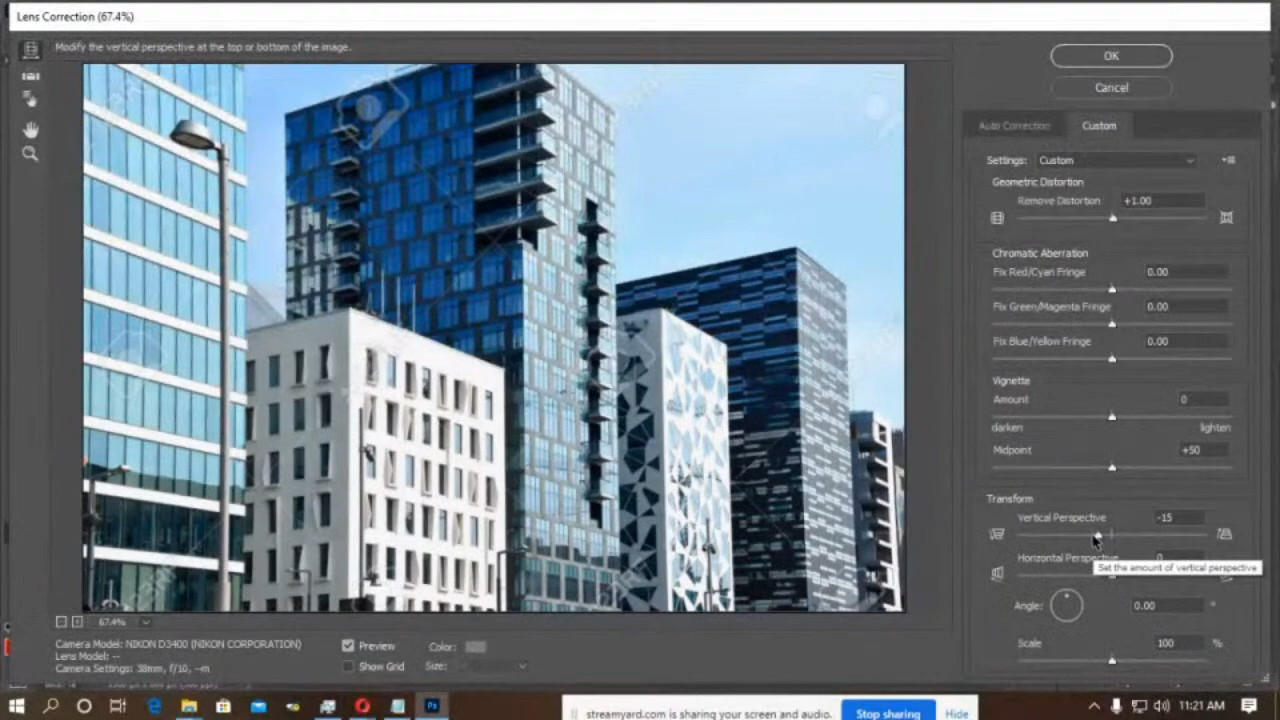 Lens Correction (67.4%)
Modify the vertical perspective at the top or bottom of the image.
OK
Cancel
Auto Correction
Custom
Settings: Custom
Geometric Distortion
Remove Distortion +1.00
Chromatic Aberration
Fix Red/Cyan Fringe 0.00
Fix Green/Magenta Fringe 0.00
Fix Blue/Yellow Fringe 0.00
Vignette
Amount 0
darken lighten
Midpoint +50
Transform
Vertical Perspective -15
Horizontal Perspective 0
Set the amount of vertical perspective
Angle: 0.00 °
Scale 100 %
67.4%
Camera Model: NIKON D3400 (NIKON CORPORATION)
Lens Model: --
Camera Settings: 38mm, f/10, --m
Preview
Show Grid
Color:
Size:
Ps
streamyard.com is sharing your screen and audio.
Stop sharing
Hide
11:21 AM